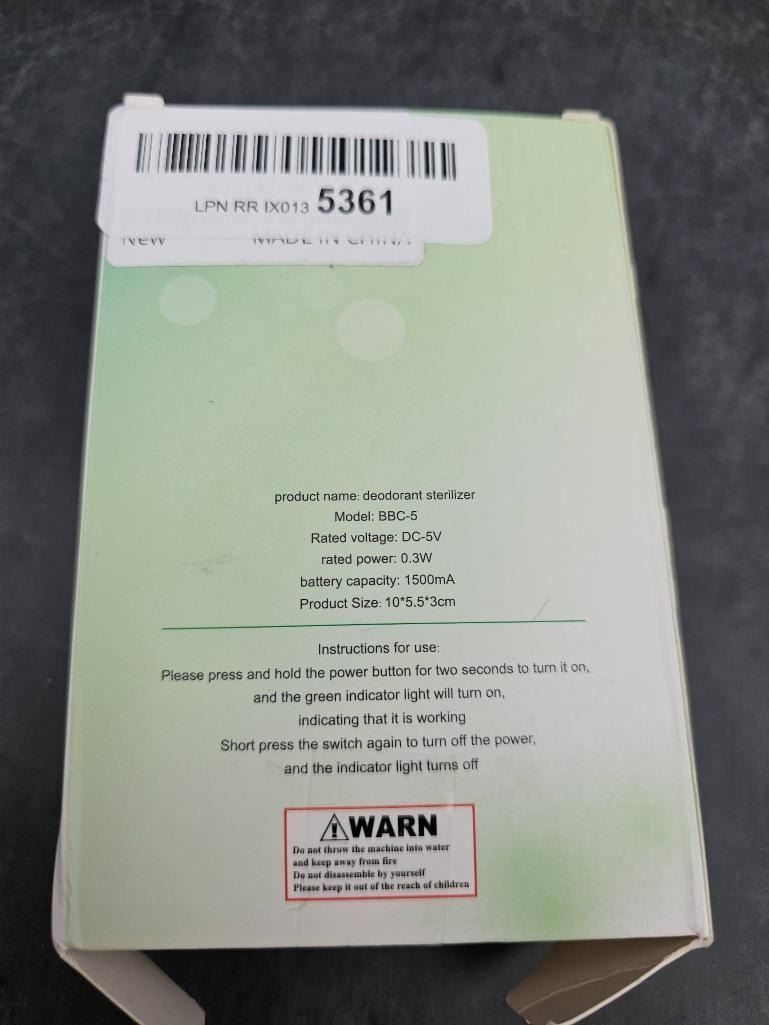 LPN RR IX013 5361
New MADE IN CHINA
product name: deodorant sterilizer
Model: BBC-5
Rated voltage: DC-5V
rated power: 0.3W
battery capacity: 1500mA
Product Size: 10*5.5*3cm
Instructions for use:
Please press and hold the power button for two seconds to turn it on,
and the green indicator light will turn on,
indicating that it is working
Short press the switch again to turn off the power,
and the indicator light turns off
WARN
Do not throw the machine into water
and keep away from fire
Do not disassemble by yourself
Please keep it out of the reach of children